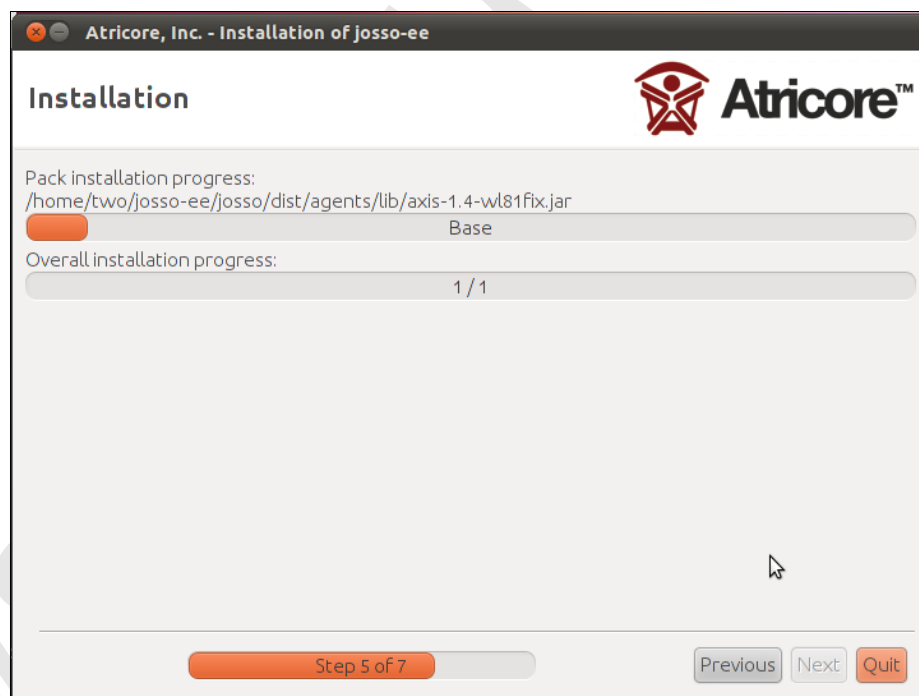 Atricore, Inc. - Installation of josso-ee
Installation
Atricore™
Pack installation progress:
/home/two/josso-ee/josso/dist/agents/lib/axis-1.4-wl81fix.jar
Base
Overall installation progress:
1 / 1
Step 5 of 7
Previous
Next
Quit